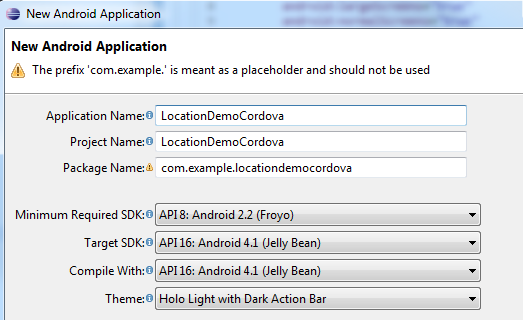 New Android Application
New Android Application
The prefix 'com.example.' is meant as a placeholder and should not be used
Application Name: LocationDemoCordova
Project Name: LocationDemoCordova
Package Name: com.example.locationdemocordova
Minimum Required SDK: API 8: Android 2.2 (Froyo)
Target SDK: API 16: Android 4.1 (Jelly Bean)
Compile With: API 16: Android 4.1 (Jelly Bean)
Theme: Holo Light with Dark Action Bar